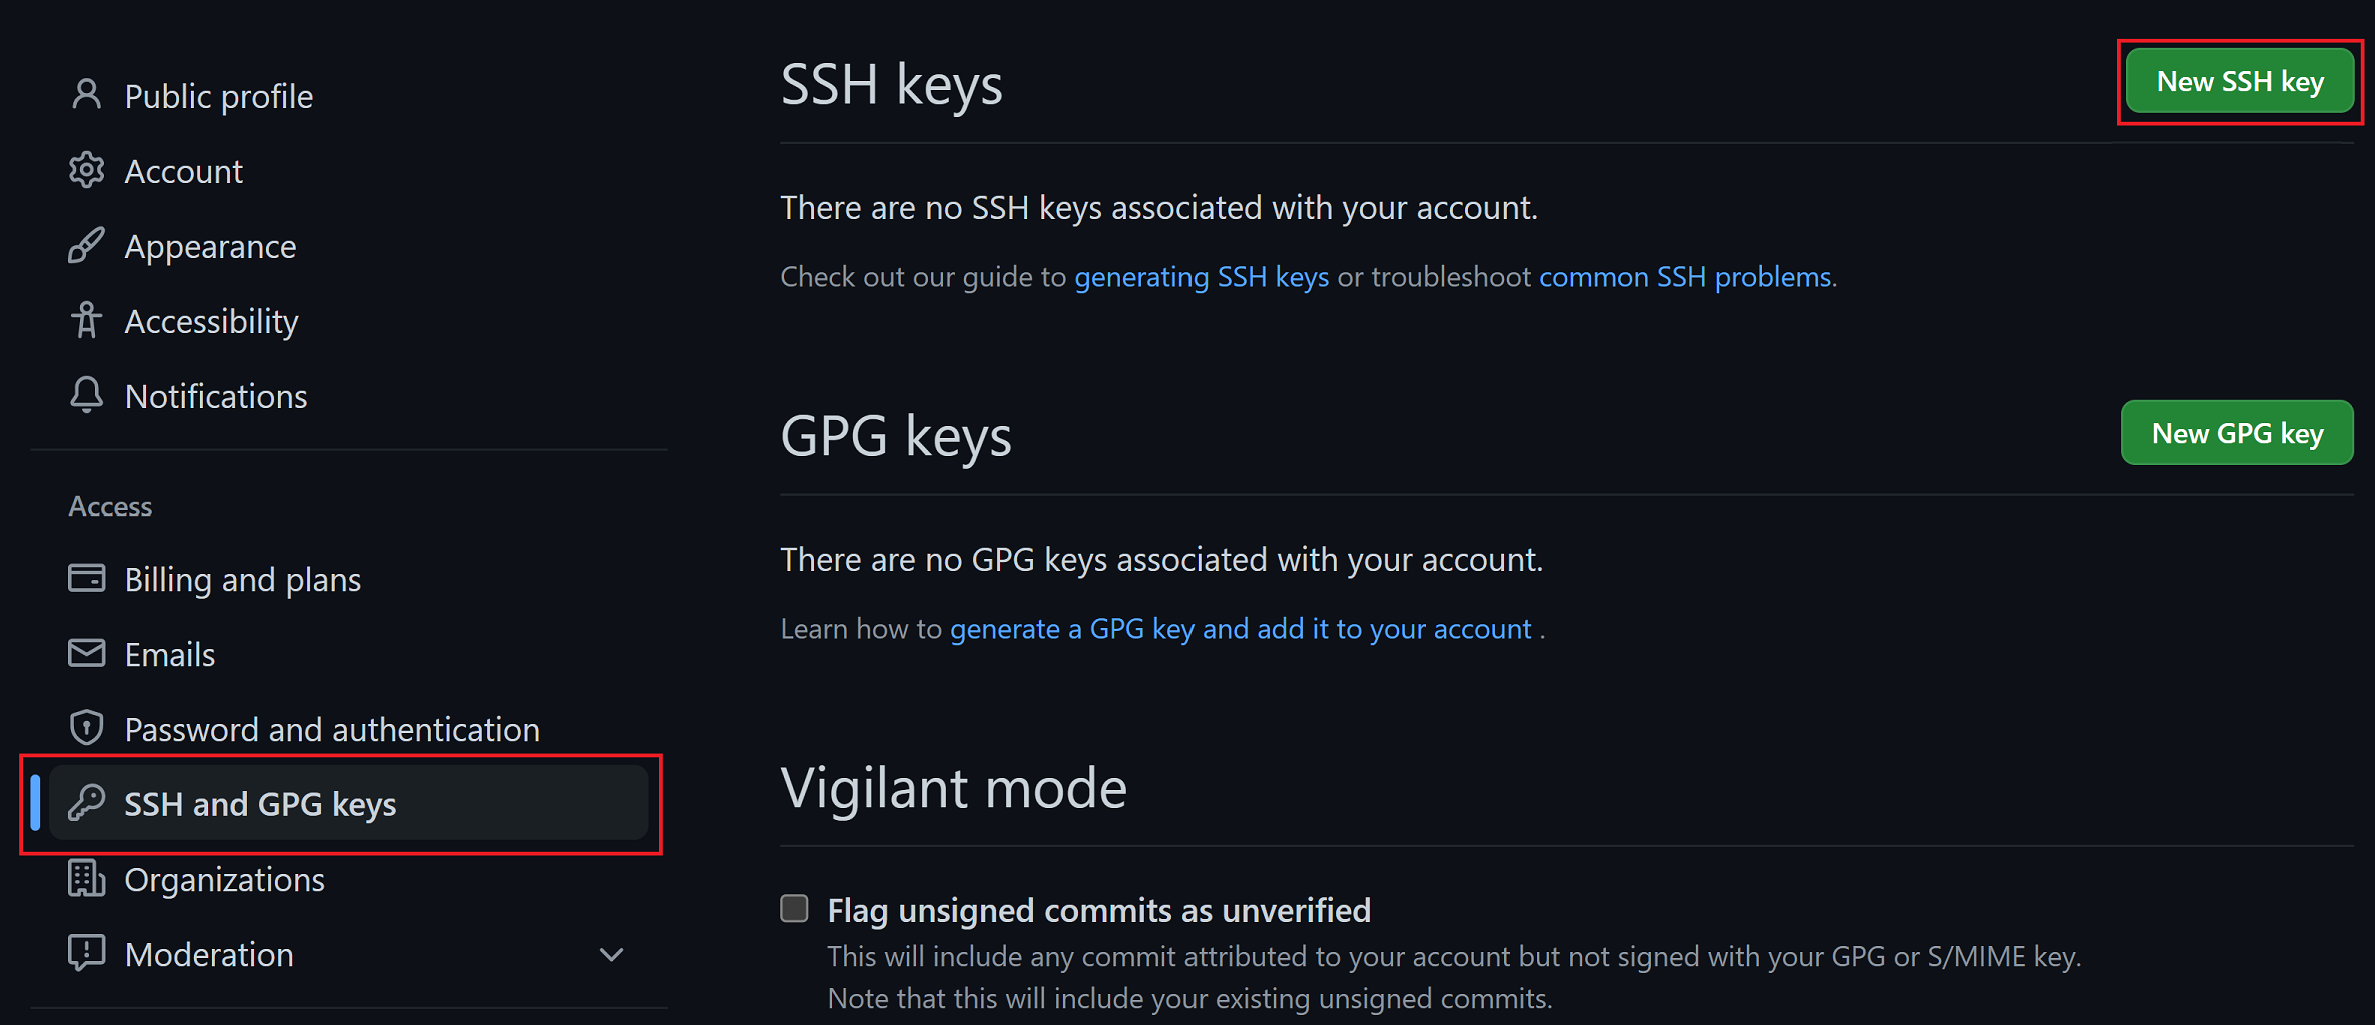 Public profile
Account
Appearance
Accessibility
Notifications
Access
Billing and plans
Emails
Password and authentication
SSH and GPG keys
Organizations
Moderation
SSH keys
New SSH key
There are no SSH keys associated with your account.
Check out our guide to generating SSH keys or troubleshoot common SSH problems.
GPG keys
New GPG key
There are no GPG keys associated with your account.
Learn how to generate a GPG key and add it to your account .
Vigilant mode
Flag unsigned commits as unverified
This will include any commit attributed to your account but not signed with your GPG or S/MIME key.
Note that this will include your existing unsigned commits.